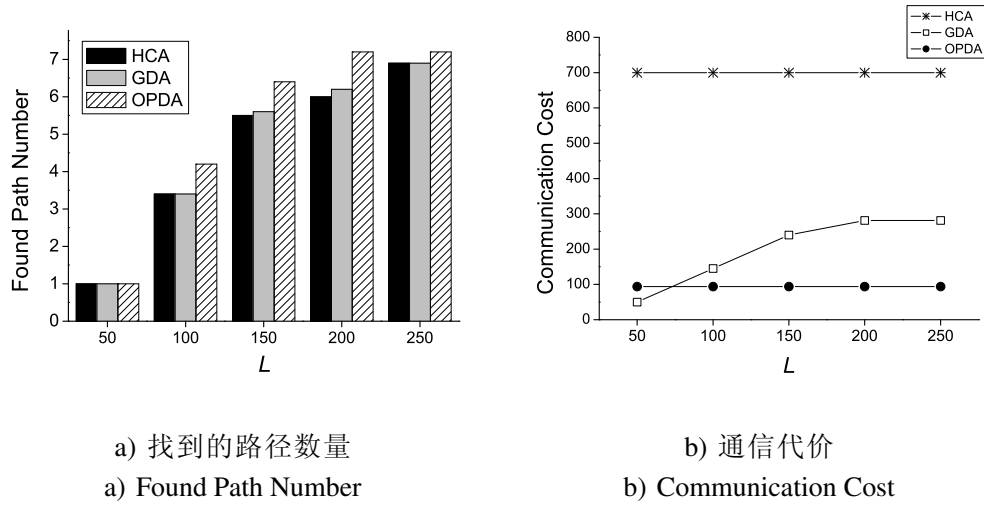 HCA
GDA
OPDA
Found Path Number
7
6
5
4
3
2
1
0
50 100 150 200 250
L
HCA
GDA
OPDA
Communication Cost
800
700
600
500
400
300
200
100
0
50 100 150 200 250
L
a) 找到的路径数量
a) Found Path Number
b) 通信代价
b) Communication Cost